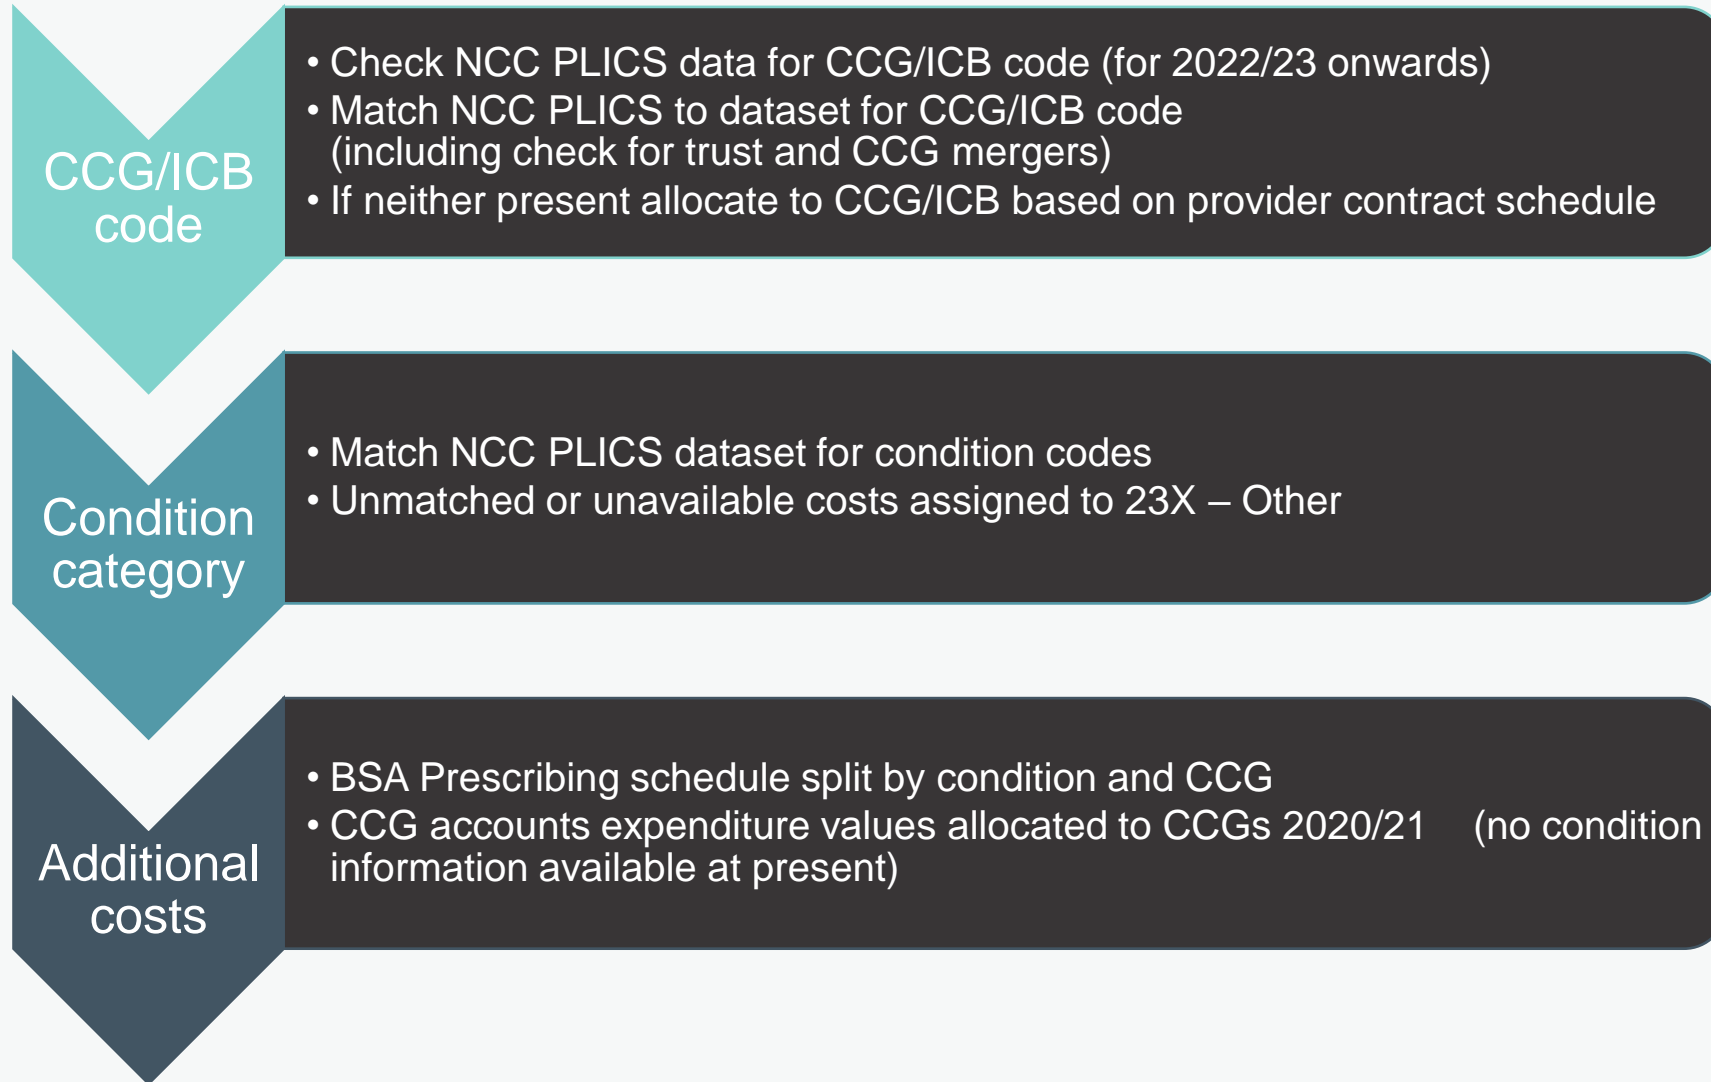 CCG/ICB
code
• Check NCC PLICS data for CCG/ICB code (for 2022/23 onwards)
• Match NCC PLICS to dataset for CCG/ICB code
(including check for trust and CCG mergers)
• If neither present allocate to CCG/ICB based on provider contract schedule
Condition
category
• Match NCC PLICS dataset for condition codes
• Unmatched or unavailable costs assigned to 23X – Other
Additional
costs
• BSA Prescribing schedule split by condition and CCG
• CCG accounts expenditure values allocated to CCGs 2020/21 (no condition
information available at present)